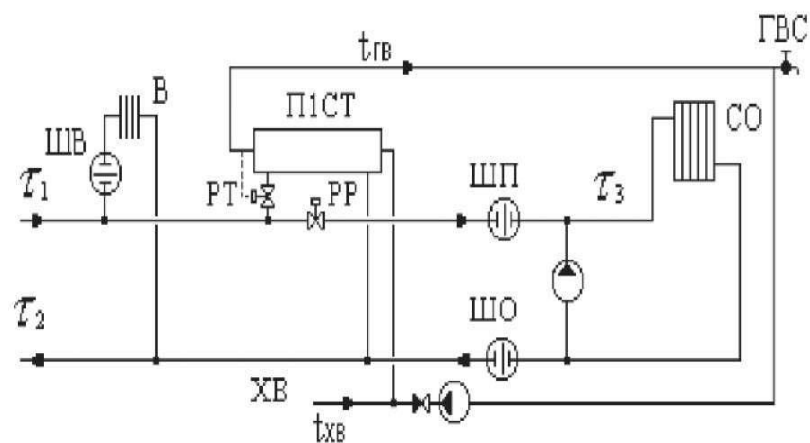 ГВС
tГВ
В
П1СТ
СО
ШВ
ШП
τ3
τ1
РТ
РР
τ2
ШО
ХВ
tХВ